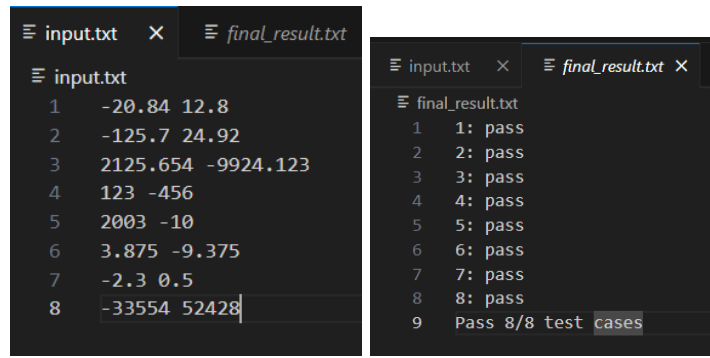 input.txt × final_result.txt
input.txt
1 -20.84 12.8
2 -125.7 24.92
3 2125.654 -9924.123
4 123 -456
5 2003 -10
6 3.875 -9.375
7 -2.3 0.5
8 -33554 52428
input.txt × final_result.txt ×
final_result.txt
1 1: pass
2 2: pass
3 3: pass
4 4: pass
5 5: pass
6 6: pass
7 7: pass
8 8: pass
9 Pass 8/8 test cases